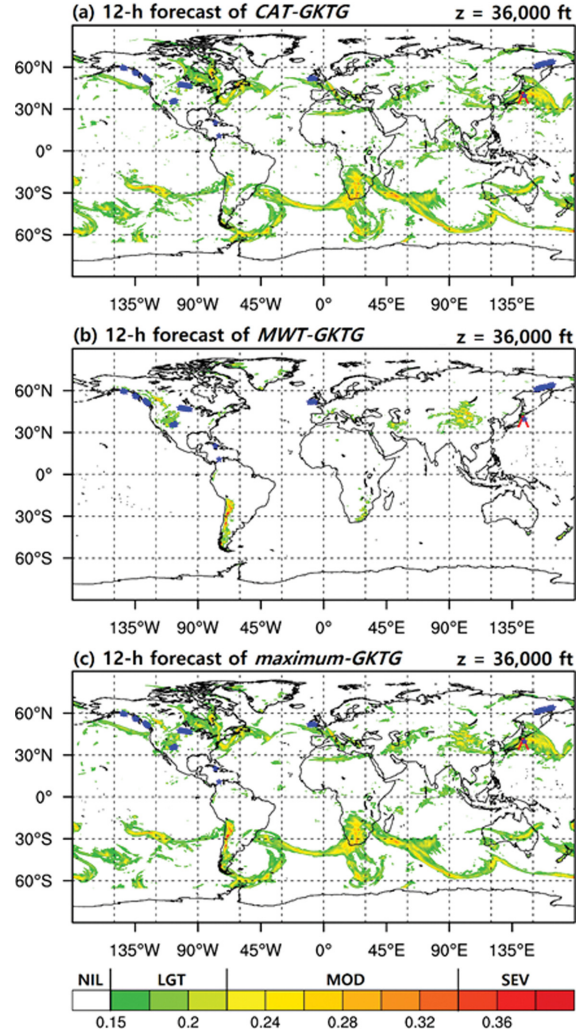 (a) 12-h forecast of CAT-GKTG z = 36,000 ft
60°N
30°N
0°
30°S
60°S
135°W 90°W 45°W 0° 45°E 90°E 135°E
(b) 12-h forecast of MWT-GKTG z = 36,000 ft
60°N
30°N
0°
30°S
60°S
135°W 90°W 45°W 0° 45°E 90°E 135°E
(c) 12-h forecast of maximum-GKTG z = 36,000 ft
60°N
30°N
0°
30°S
60°S
135°W 90°W 45°W 0° 45°E 90°E 135°E
NIL LGT MOD SEV
0.15 0.2 0.24 0.28 0.32 0.36